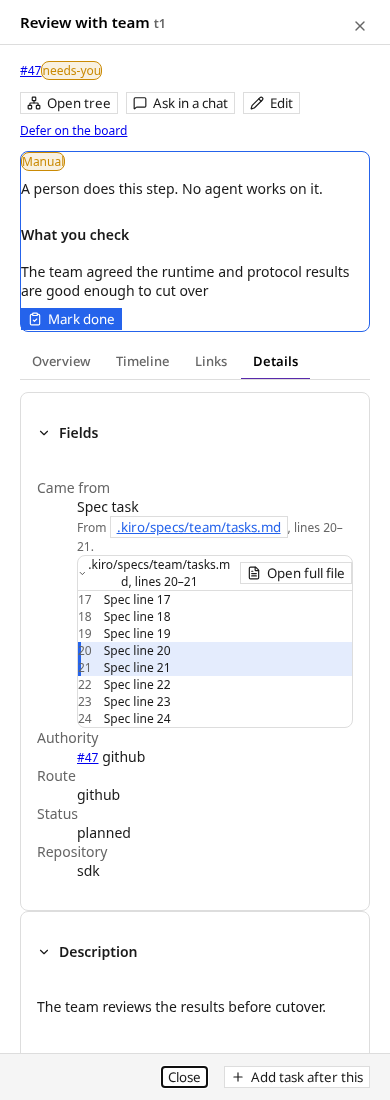 Review with team t1
#47 needs-you
Open tree Ask in a chat Edit
Defer on the board
Manual
A person does this step. No agent works on it.
What you check
The team agreed the runtime and protocol results
are good enough to cut over
Mark done
Overview Timeline Links Details
Fields
Came from
Spec task
From .kiro/specs/team/tasks.md, lines 20–
21.
.kiro/specs/team/tasks.m
d, lines 20–21
Open full file
17 Spec line 17
18 Spec line 18
19 Spec line 19
20 Spec line 20
21 Spec line 21
22 Spec line 22
23 Spec line 23
24 Spec line 24
Authority
#47 github
Route
github
Status
planned
Repository
sdk
Description
The team reviews the results before cutover.
Close Add task after this